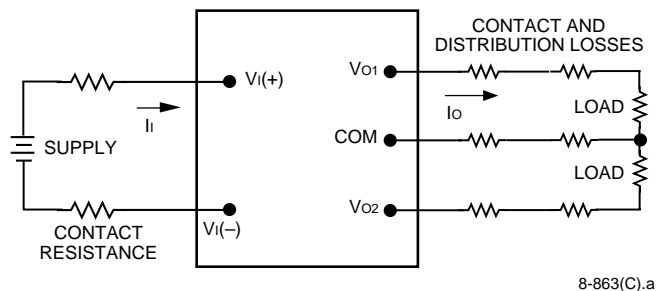 CONTACT AND
DISTRIBUTION LOSSES
VI(+)
VO1
II
IO
LOAD
SUPPLY
COM
LOAD
VI(–)
VO2
CONTACT
RESISTANCE
8-863(C).a